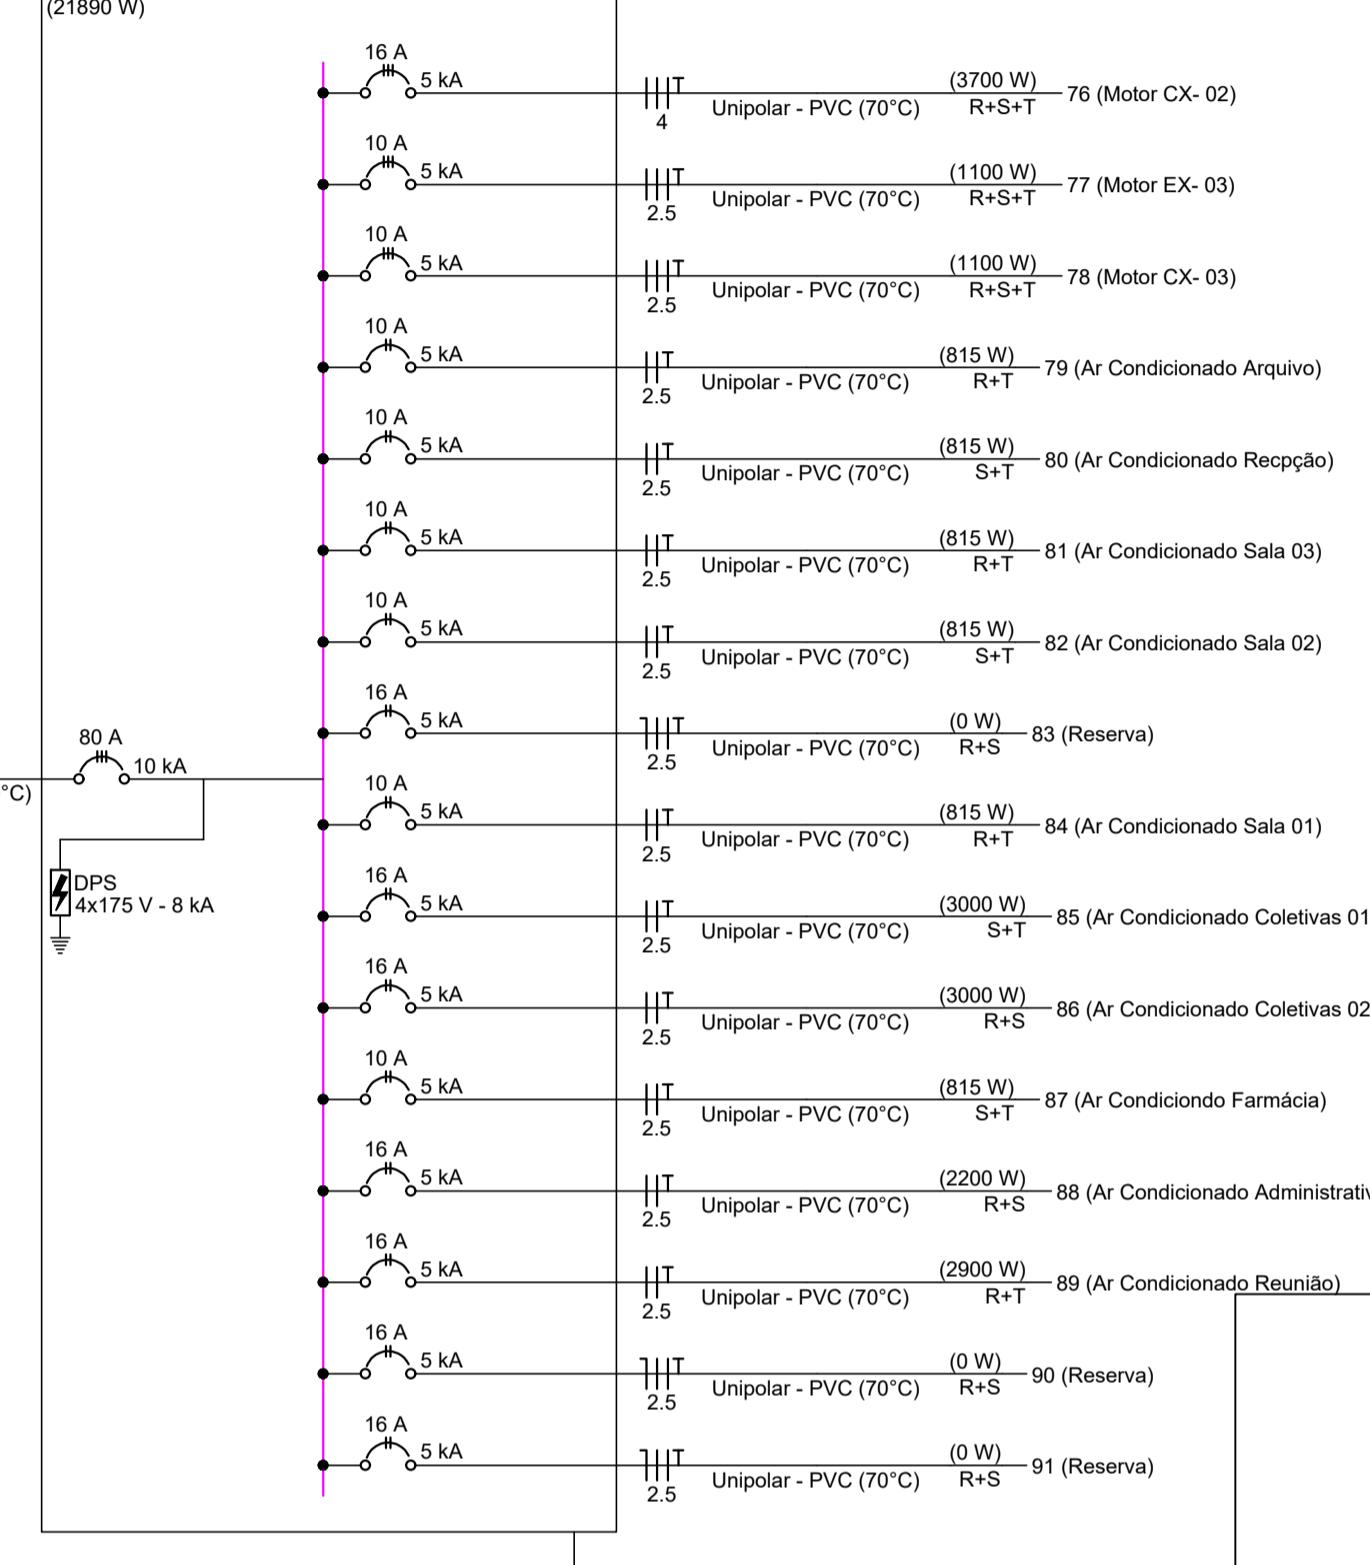 (21890 W)
16 A
5 kA
4
Unipolar - PVC (70°C)
(3700 W)
R+S+T
76 (Motor CX- 02)
10 A
5 kA
2.5
Unipolar - PVC (70°C)
(1100 W)
R+S+T
77 (Motor EX- 03)
10 A
5 kA
2.5
Unipolar - PVC (70°C)
(1100 W)
R+S+T
78 (Motor CX- 03)
10 A
5 kA
2.5
Unipolar - PVC (70°C)
(815 W)
R+T
79 (Ar Condicionado Arquivo)
10 A
5 kA
2.5
Unipolar - PVC (70°C)
(815 W)
S+T
80 (Ar Condicionado Recpção)
10 A
5 kA
2.5
Unipolar - PVC (70°C)
(815 W)
R+T
81 (Ar Condicionado Sala 03)
10 A
5 kA
2.5
Unipolar - PVC (70°C)
(815 W)
S+T
82 (Ar Condicionado Sala 02)
16 A
5 kA
2.5
Unipolar - PVC (70°C)
(0 W)
R+S
83 (Reserva)
80 A
10 kA
°C)
10 A
5 kA
2.5
Unipolar - PVC (70°C)
(815 W)
R+T
84 (Ar Condicionado Sala 01)
DPS
4x175 V - 8 kA
16 A
5 kA
2.5
Unipolar - PVC (70°C)
(3000 W)
S+T
85 (Ar Condicionado Coletivas 01
16 A
5 kA
2.5
Unipolar - PVC (70°C)
(3000 W)
R+S
86 (Ar Condicionado Coletivas 02
10 A
5 kA
2.5
Unipolar - PVC (70°C)
(815 W)
S+T
87 (Ar Condiciondo Farmácia)
16 A
5 kA
2.5
Unipolar - PVC (70°C)
(2200 W)
R+S
88 (Ar Condicionado Administrativ
16 A
5 kA
2.5
Unipolar - PVC (70°C)
(2900 W)
R+T
89 (Ar Condicionado Reunião)
16 A
5 kA
2.5
Unipolar - PVC (70°C)
(0 W)
R+S
90 (Reserva)
16 A
5 kA
2.5
Unipolar - PVC (70°C)
(0 W)
R+S
91 (Reserva)